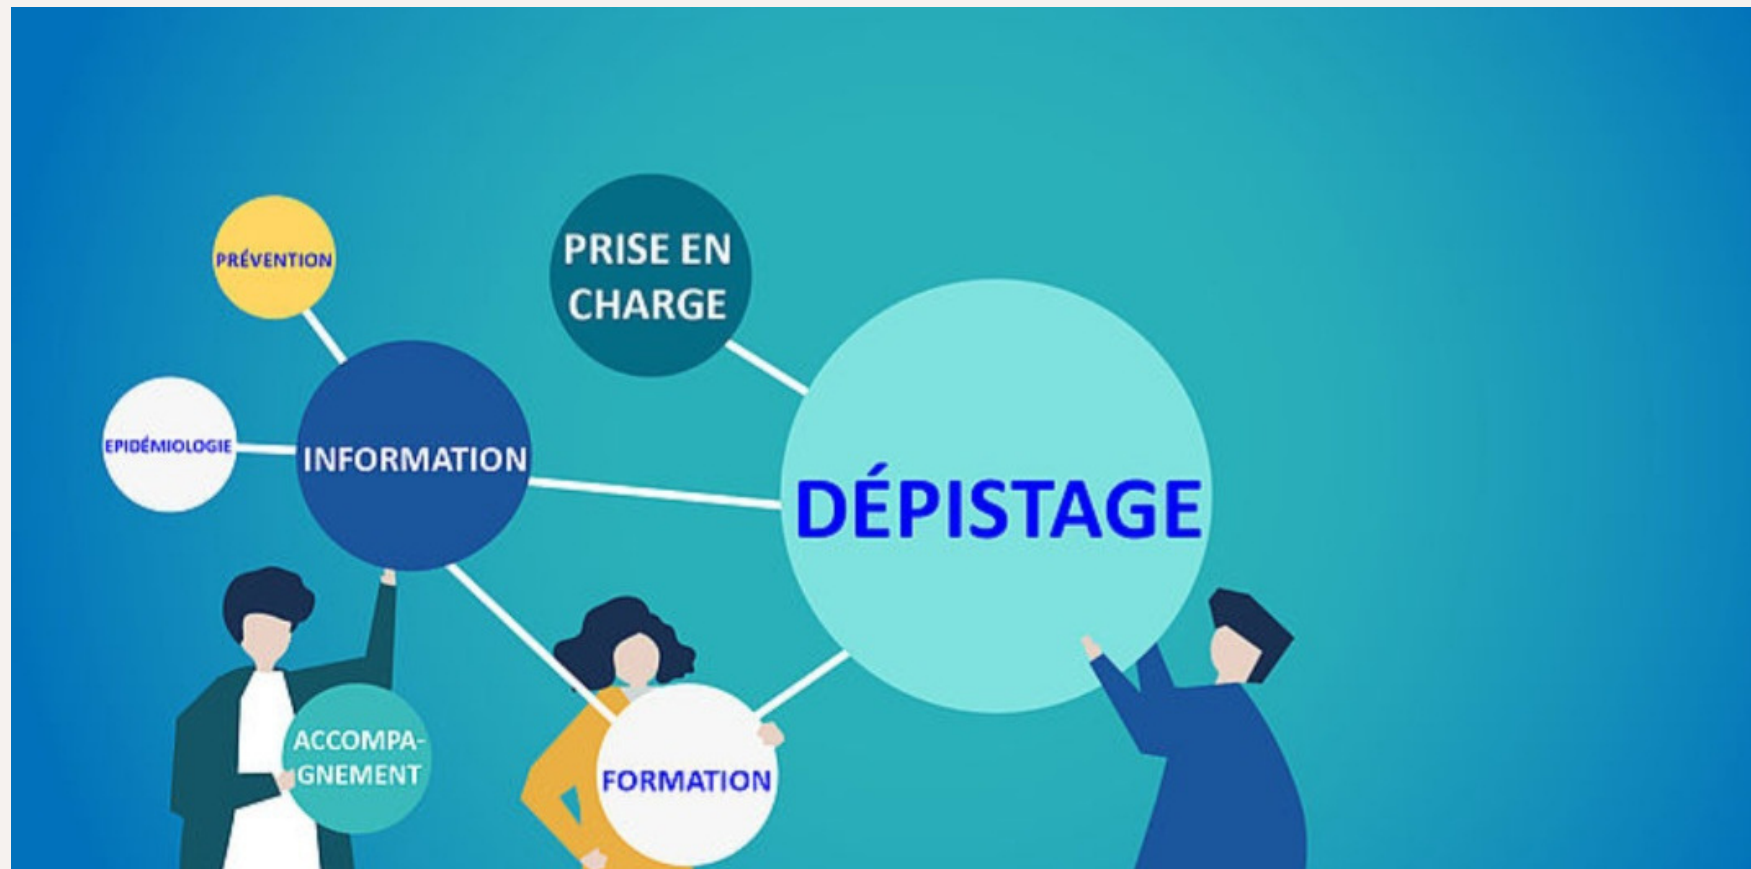 PRÉVENTION
PRISE EN
CHARGE
EPIDÉMIOLOGIE
INFORMATION
DÉPISTAGE
ACCOMPA-
GNEMENT
FORMATION